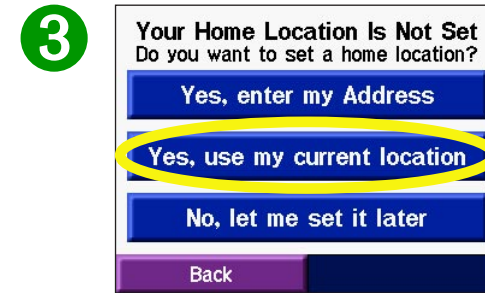 3
Your Home Location Is Not Set
Do you want to set a home location?
Yes, enter my Address
Yes, use my current location
No, let me set it later
Back